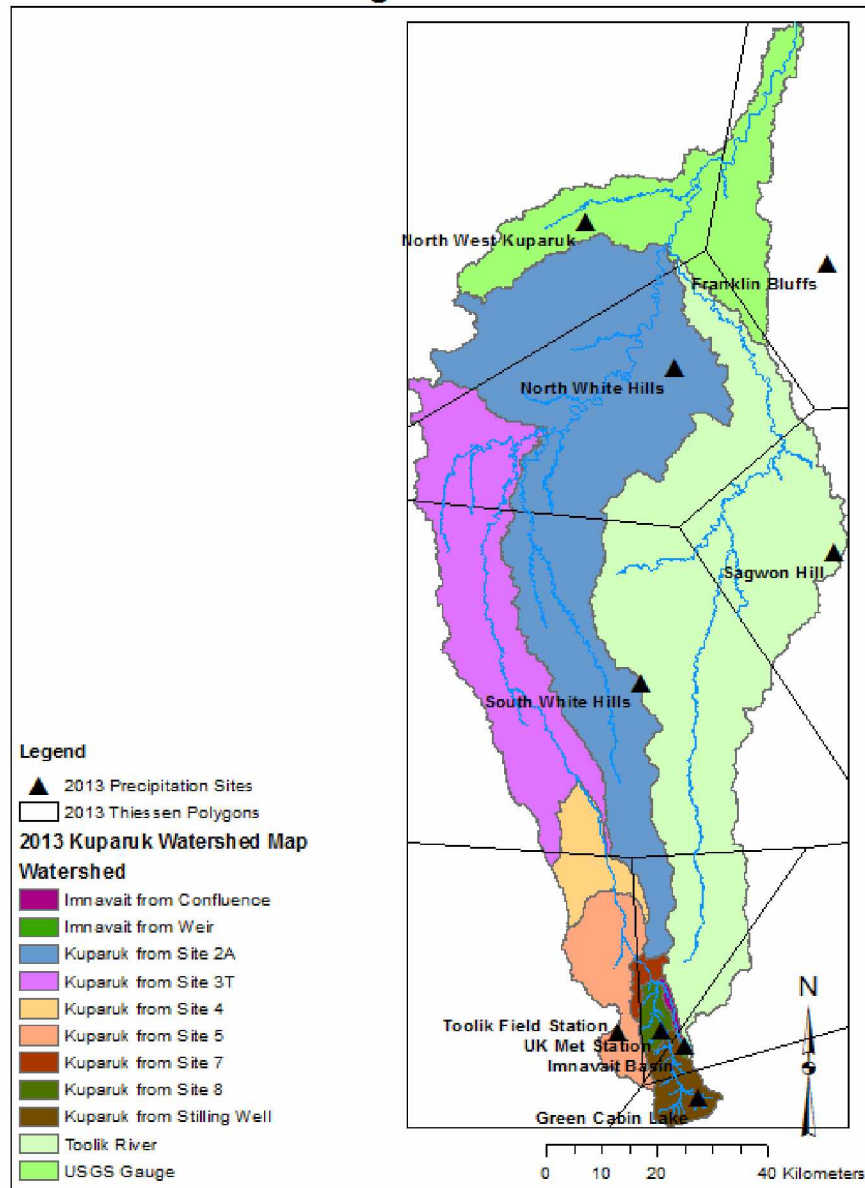 North West Kuparuk
Franklin Bluffs
North White Hills
Sagwon Hill
South White Hills
Legend
2013 Precipitation Sites
2013 Thiessen Polygons
2013 Kuparuk Watershed Map
Watershed
Imnavait from Confluence
Imnavait from Weir
Kuparuk from Site 2A
Kuparuk from Site 3T
Kuparuk from Site 4
Kuparuk from Site 5
Kuparuk from Site 7
Kuparuk from Site 8
Kuparuk from Stilling Well
Toolik River
USGS Gauge
N
Toolik Field Station
UK Met Station
Imnavait Basin
Green Cabin Lake
0 10 20 40 Kilometers